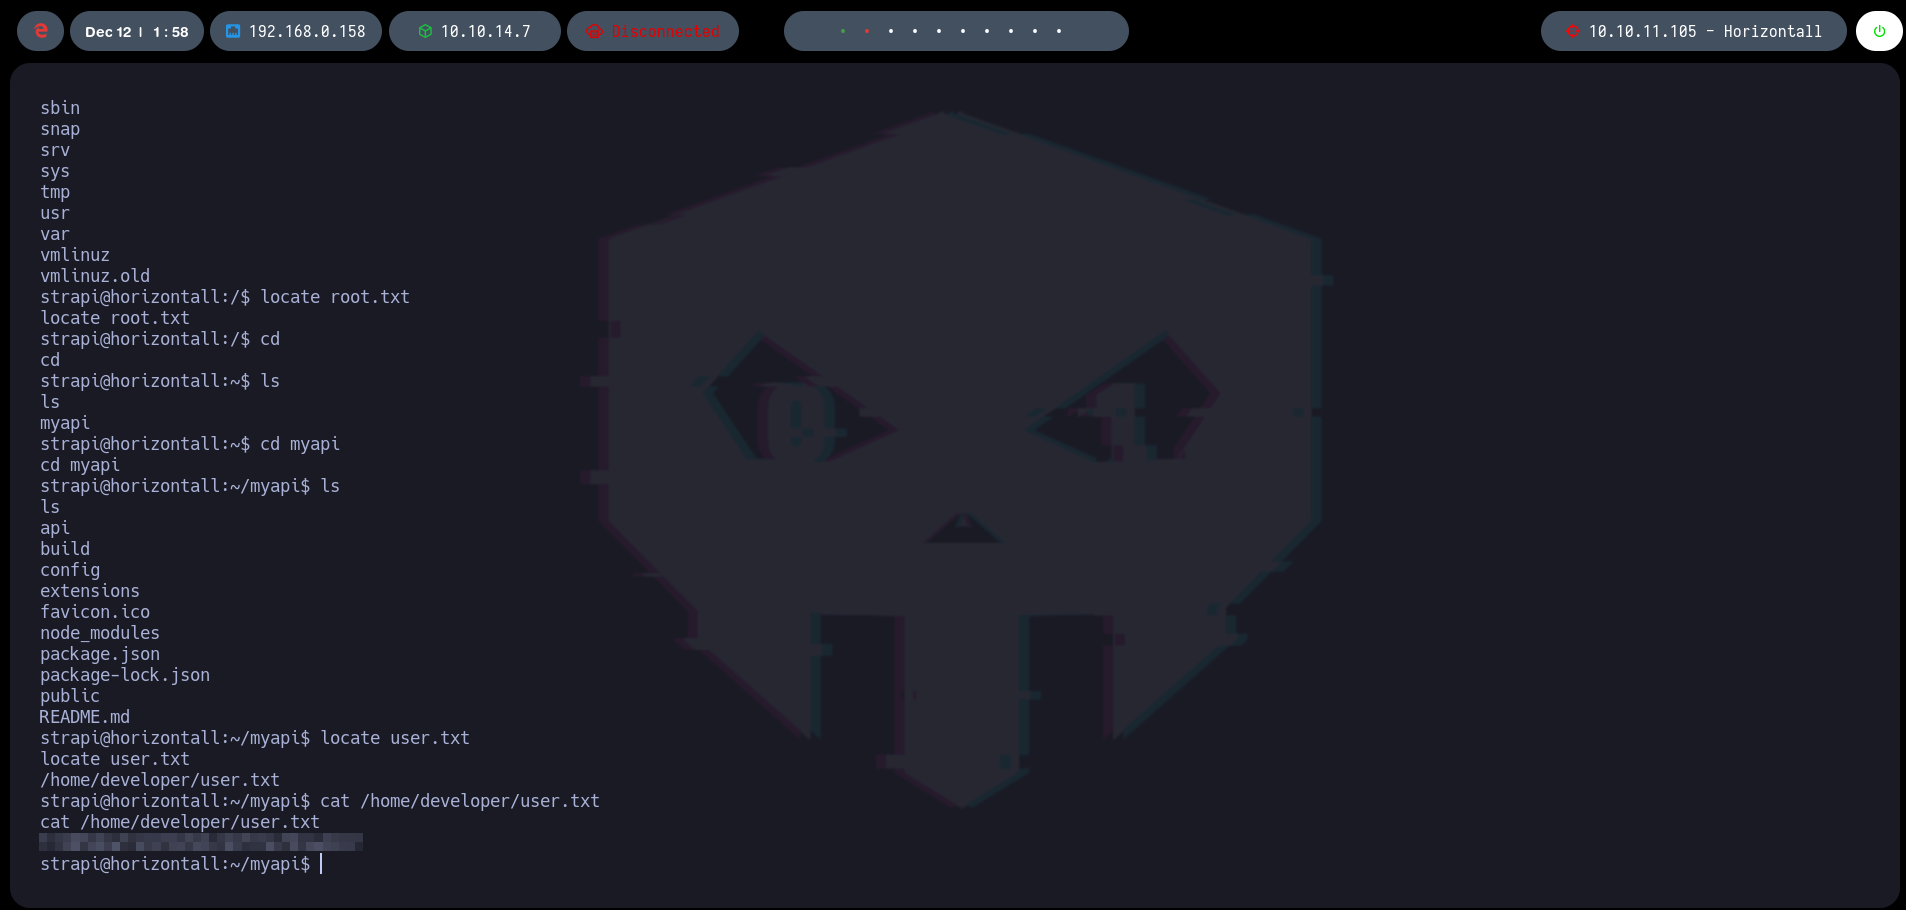 Dec 12 | 1:58 192.168.0.158 10.10.14.7 Disconnected 10.10.11.105 - Horizontall
sbin
snap
srv
sys
tmp
usr
var
vmlinuz
vmlinuz.old
strapi@horizontall:/$ locate root.txt
locate root.txt
strapi@horizontall:/$ cd
cd
strapi@horizontall:~$ ls
ls
myapi
strapi@horizontall:~$ cd myapi
cd myapi
strapi@horizontall:~/myapi$ ls
ls
api
build
config
extensions
favicon.ico
node_modules
package.json
package-lock.json
public
README.md
strapi@horizontall:~/myapi$ locate user.txt
locate user.txt
/home/developer/user.txt
strapi@horizontall:~/myapi$ cat /home/developer/user.txt
cat /home/developer/user.txt
strapi@horizontall:~/myapi$